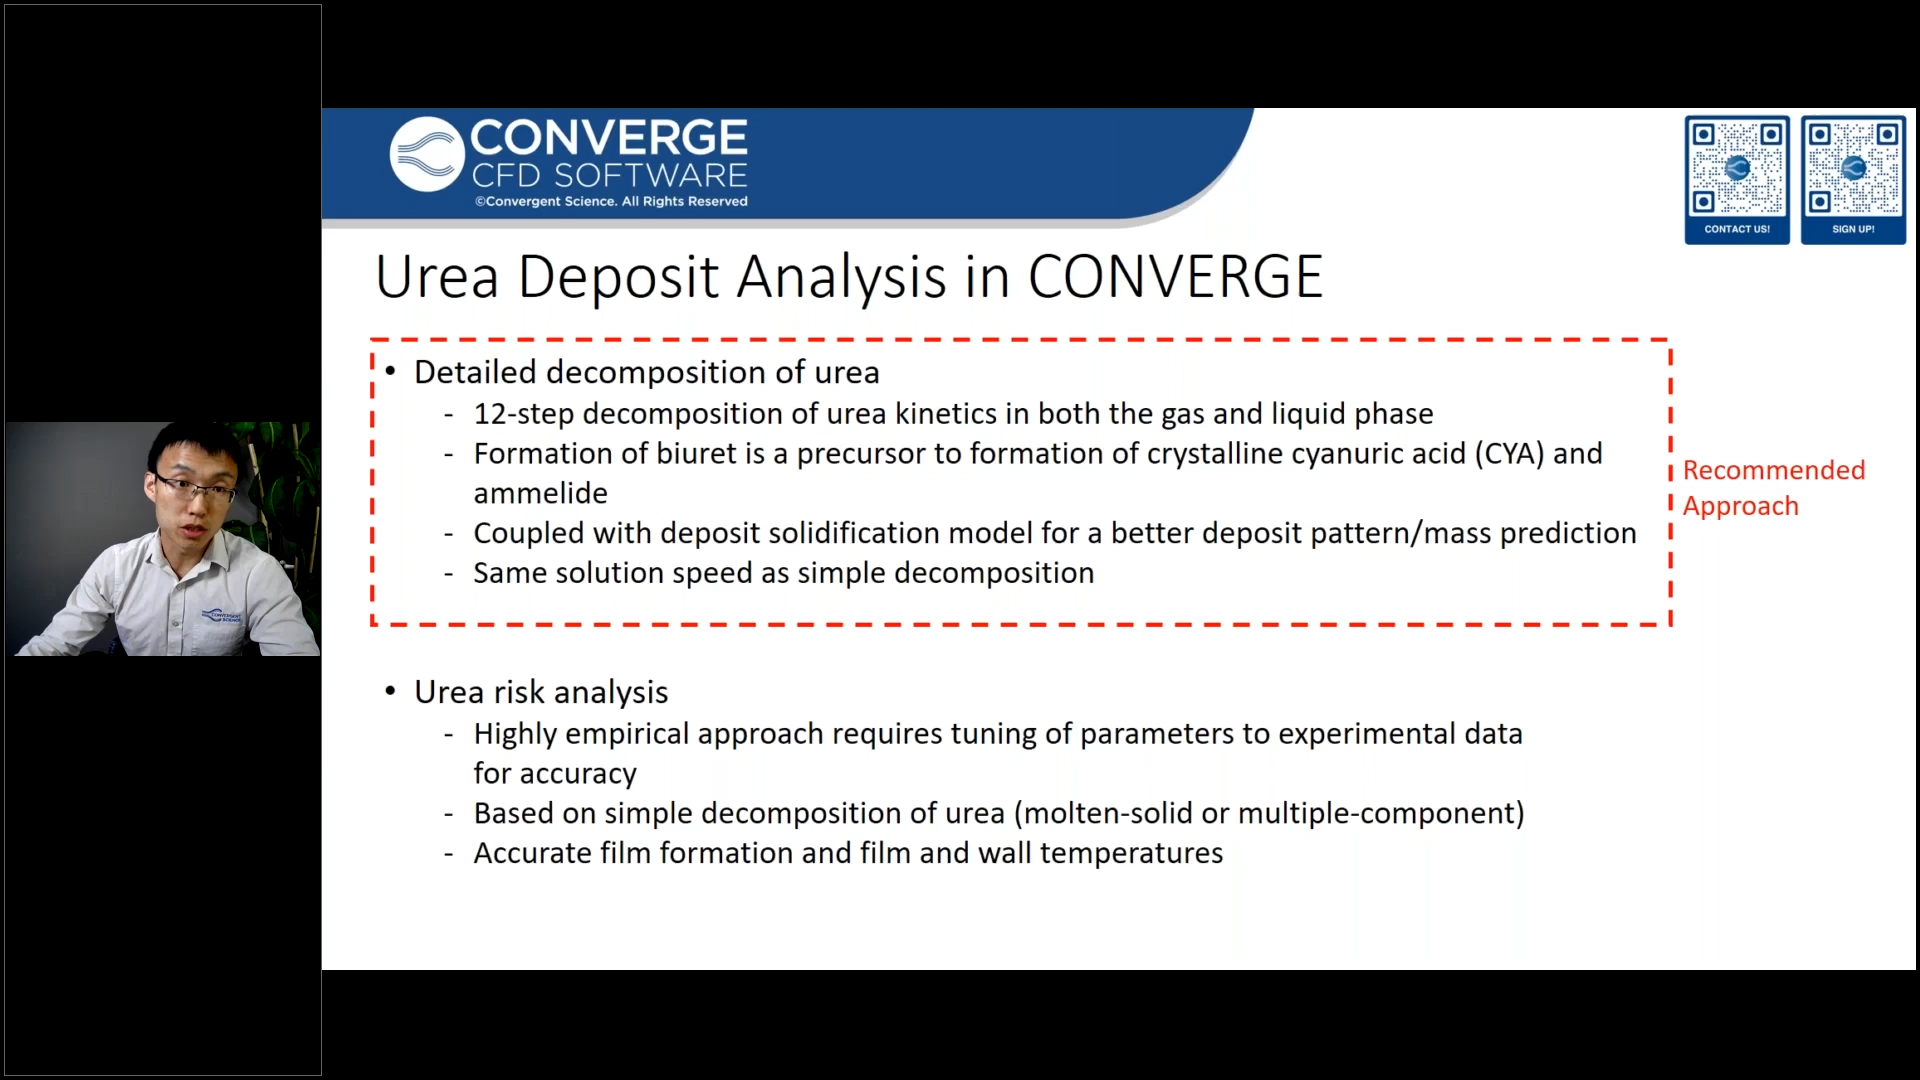 CONVERGE
CFD SOFTWARE
©Convergent Science. All Rights Reserved
CONTACT US!
SIGN UP!
Urea Deposit Analysis in CONVERGE
• Detailed decomposition of urea
- 12-step decomposition of urea kinetics in both the gas and liquid phase
- Formation of biuret is a precursor to formation of crystalline cyanuric acid (CYA) and
ammelide
- Coupled with deposit solidification model for a better deposit pattern/mass prediction
- Same solution speed as simple decomposition
Recommended
Approach
• Urea risk analysis
- Highly empirical approach requires tuning of parameters to experimental data
for accuracy
- Based on simple decomposition of urea (molten-solid or multiple-component)
- Accurate film formation and film and wall temperatures
CONVERGENT
SCIENCE